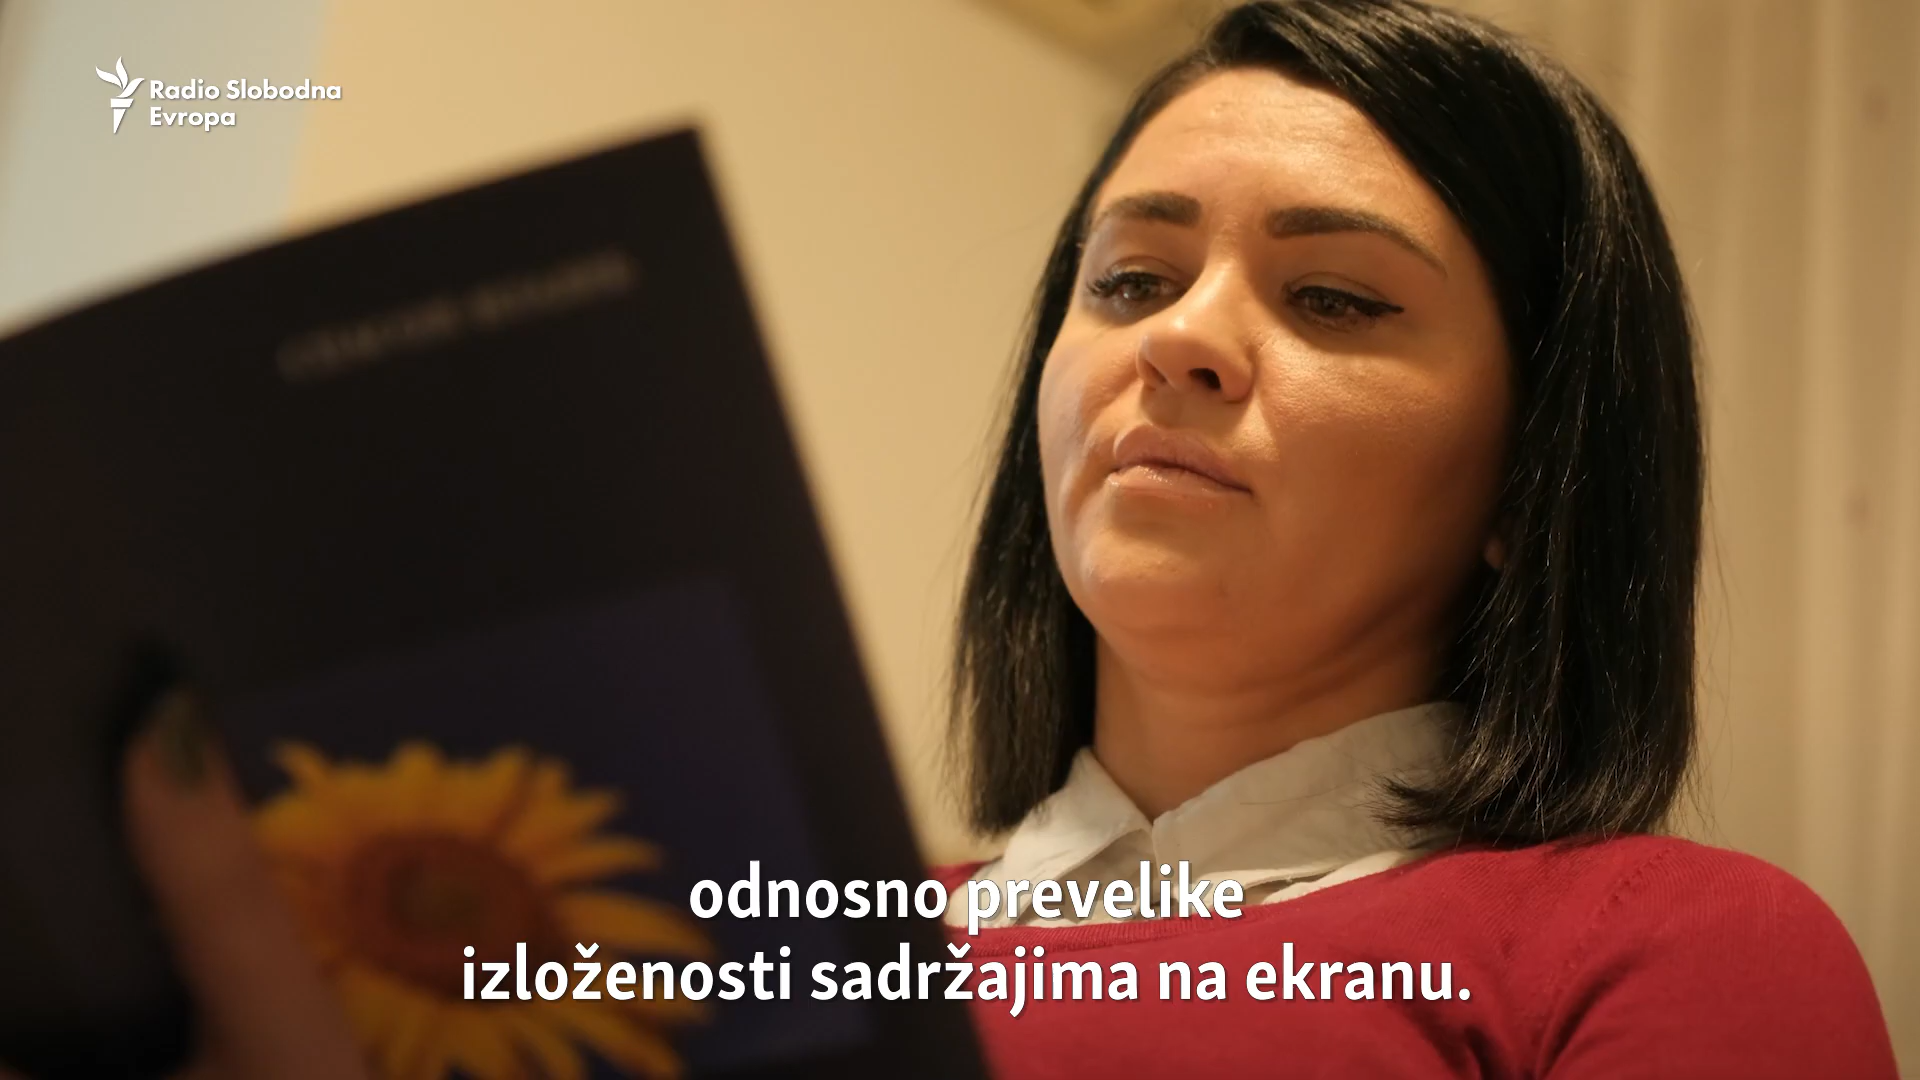 Radio Slobodna
Evropa
odnosno prevelike
izloženosti sadržajima na ekranu.